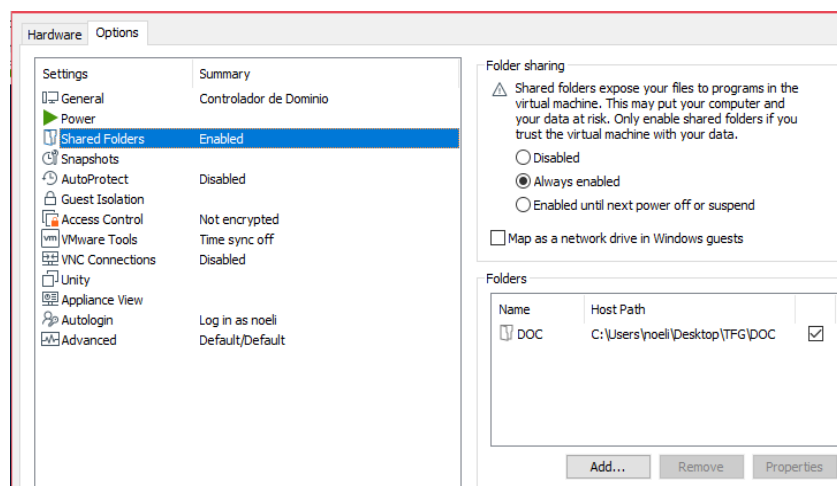 Hardware
Options
Settings Summary
General Controlador de Dominio
Power
Shared Folders Enabled
Snapshots
AutoProtect Disabled
Guest Isolation
Access Control Not encrypted
vm VMware Tools Time sync off
VNC Connections Disabled
Unity
Appliance View
Autologin Log in as noeli
Advanced Default/Default
Folder sharing
Shared folders expose your files to programs in the
virtual machine. This may put your computer and
your data at risk. Only enable shared folders if you
trust the virtual machine with your data.
Disabled
Always enabled
Enabled until next power off or suspend
Map as a network drive in Windows guests
Folders
Name Host Path
DOC C:\Users\noeli\Desktop\TFG\DOC
Add... Remove Properties